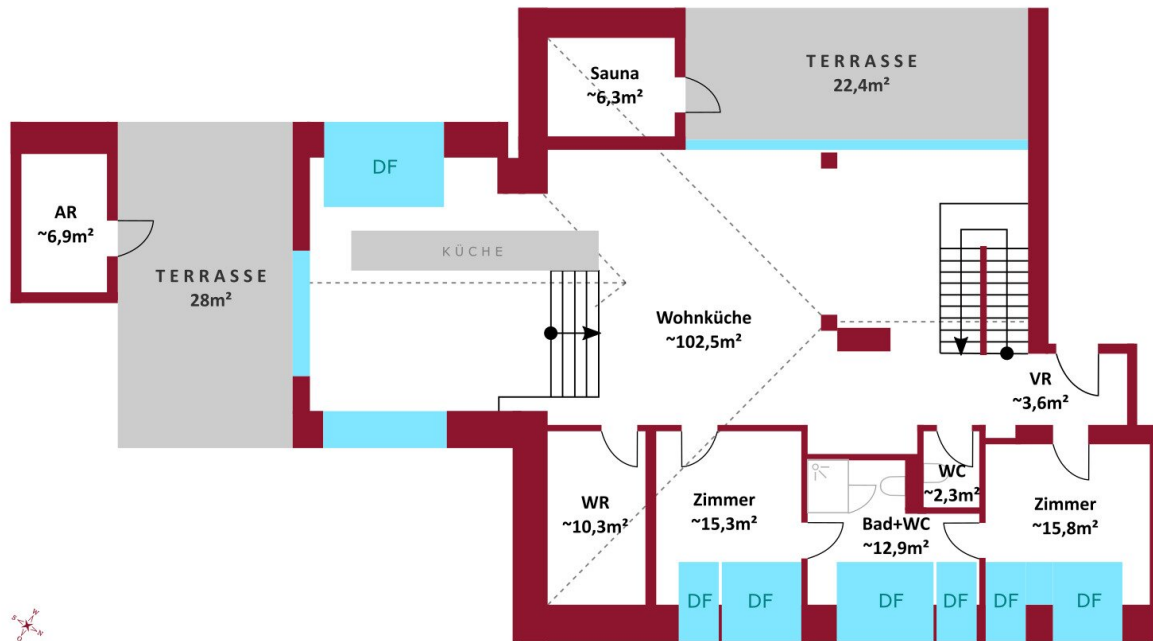 Sauna
~6,3m²
TERRASSE
22,4m²
DF
AR
~6,9m²
KÜCHE
TERRASSE
28m²
Wohnküche
~102,5m²
VR
~3,6m²
WR
~10,3m²
Zimmer
~15,3m²
Bad+WC
~12,9m²
WC
~2,3m²
Zimmer
~15,8m²
DF
DF
DF
DF
DF
DF
W
S
N
O